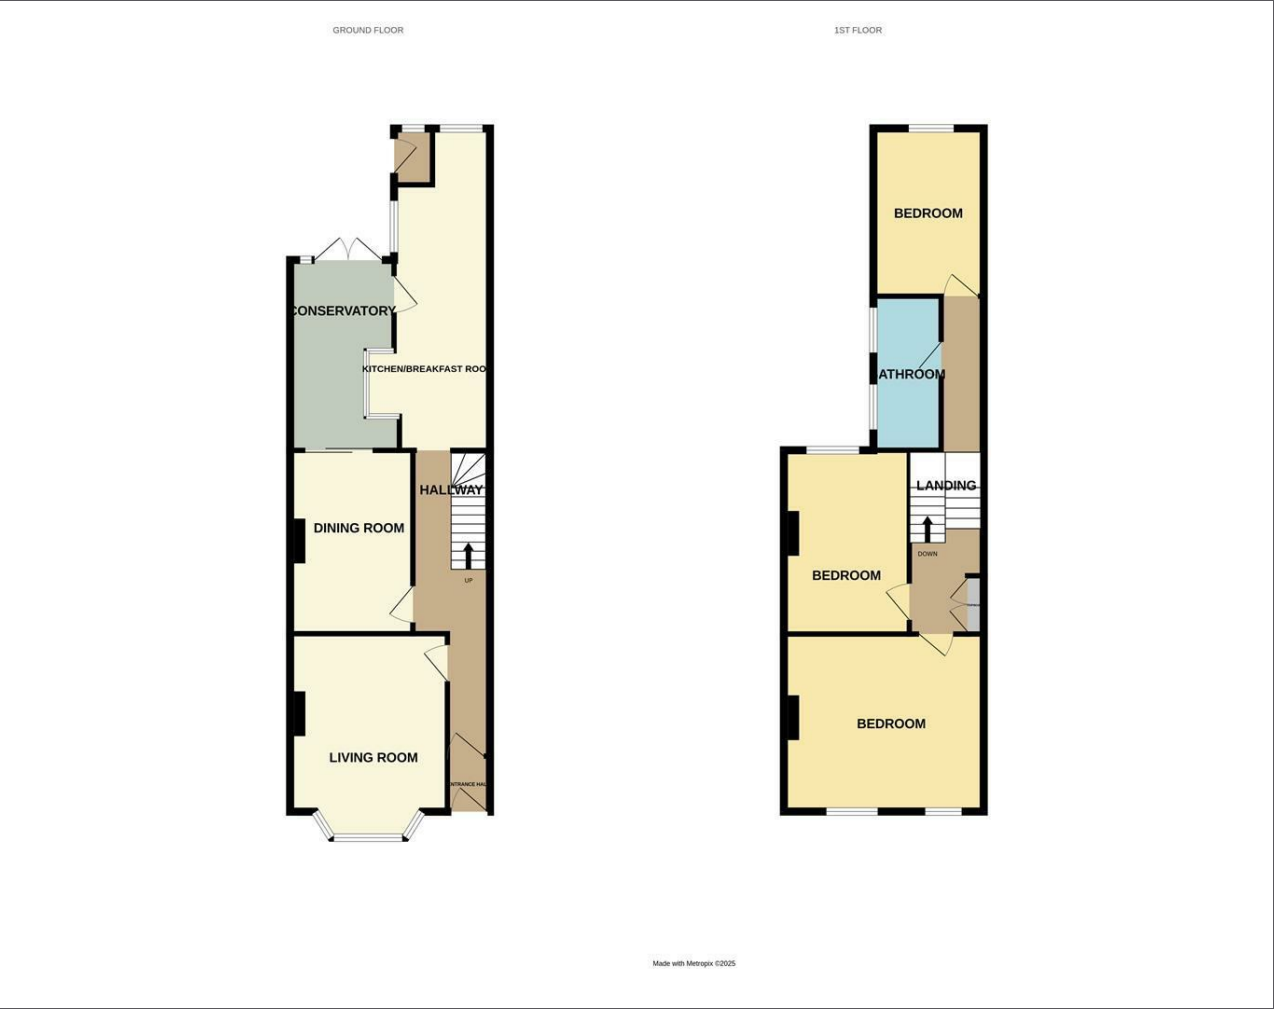 GROUND FLOOR
1ST FLOOR
BEDROOM
CONSERVATORY
KITCHEN/BREAKFAST ROO
ATHROOM
HALLWAY
LANDING
DINING ROOM
DOWN
UP
BEDROOM
BEDROOM
LIVING ROOM
NTRANCE HAL
Made with Metropix ©2025